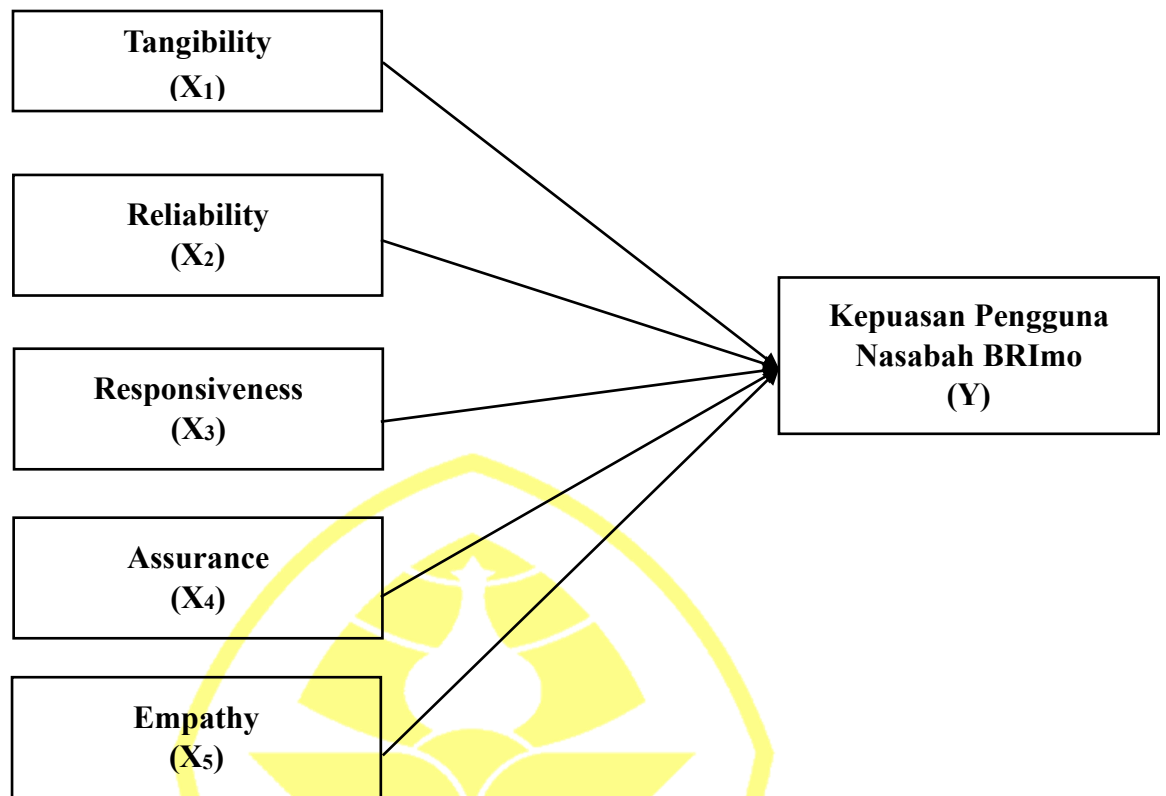 Tangibility
(X1)
Reliability
(X2)
Responsiveness
(X3)
Assurance
(X4)
Empathy
(X5)
Kepuasan Pengguna
Nasabah BRImo
(Y)